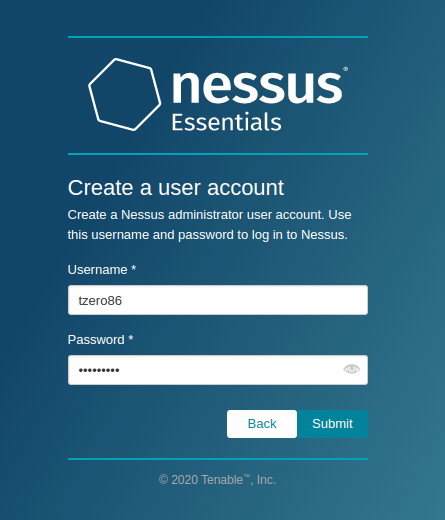 nessus®
Essentials
Create a user account
Create a Nessus administrator user account. Use
this username and password to log in to Nessus.
Username *
tzero86
Password *
•••••••••
Back Submit
© 2020 Tenable™, Inc.